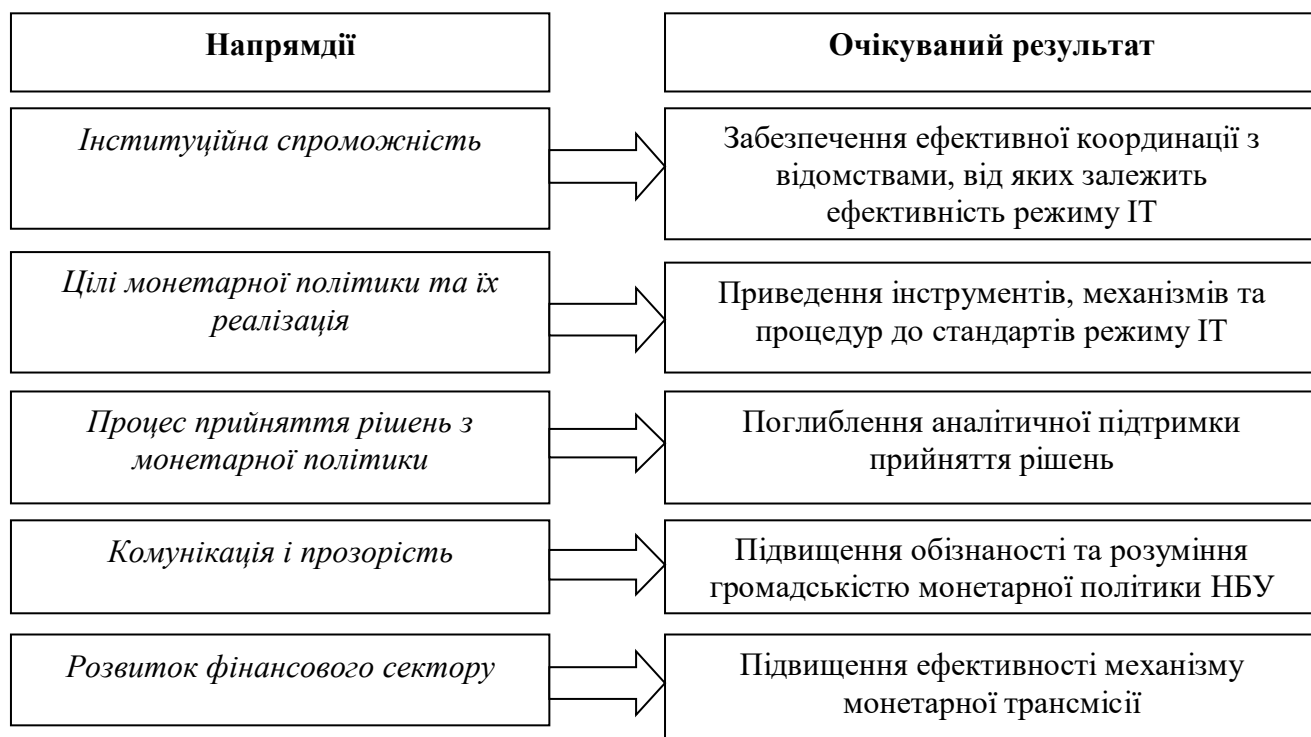 Напрямдії
Очікуваний результат
Інституційна спроможність
Забезпечення ефективної координації з
відомствами, від яких залежить
ефективність режиму ІТ
Цілі монетарної політики та їх
реалізація
Приведення інструментів, механізмів та
процедур до стандартів режиму ІТ
Процес прийняття рішень з
монетарної політики
Поглиблення аналітичної підтримки
прийняття рішень
Комунікація і прозорість
Підвищення обізнаності та розуміння
громадськістю монетарної політики НБУ
Розвиток фінансового сектору
Підвищення ефективності механізму
монетарної трансмісії